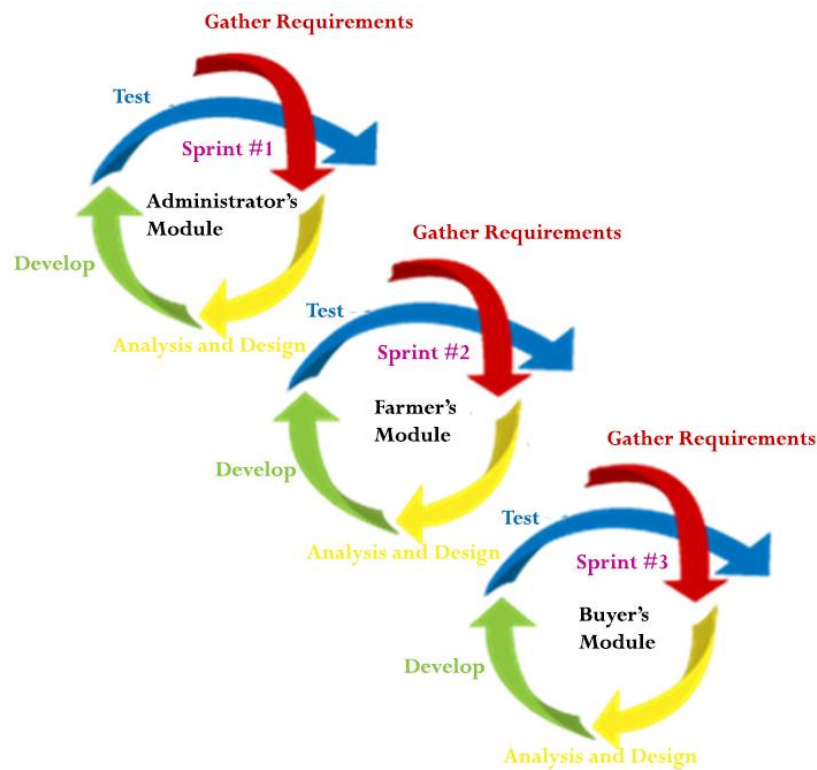 Gather Requirements
Test
Sprint #1
Administrator's
Module
Develop
Analysis and Design
Gather Requirements
Test
Sprint #2
Farmer's
Module
Develop
Analysis and Design
Gather Requirements
Test
Sprint #3
Buyer's
Module
Develop
Analysis and Design